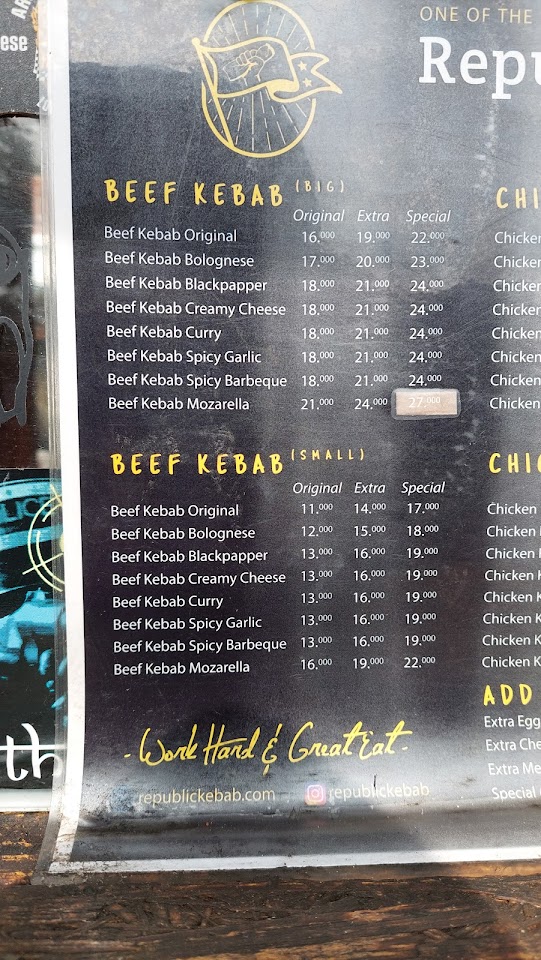 ese
ONE OF THE
Repu
BEEF KEBAB (BIG)
Original Extra Special
Beef Kebab Original 16.000 19.000 22.000
Beef Kebab Bolognese 17.000 20.000 23.000
Beef Kebab Blackpapper 18.000 21.000 24.000
Beef Kebab Creamy Cheese 18.000 21.000 24.000
Beef Kebab Curry 18.000 21.000 24.000
Beef Kebab Spicy Garlic 18.000 21.000 24.000
Beef Kebab Spicy Barbeque 18.000 21.000 24.000
Beef Kebab Mozarella 21.000 24.000 27.000
CHI
Chicken
Chicken
Chicken
Chicken
Chicken
Chicken
Chicken
Chicken
BEEF KEBAB (SMALL)
Original Extra Special
Beef Kebab Original 11.000 14.000 17.000
Beef Kebab Bolognese 12.000 15.000 18.000
Beef Kebab Blackpapper 13.000 16.000 19.000
Beef Kebab Creamy Cheese 13.000 16.000 19.000
Beef Kebab Curry 13.000 16.000 19.000
Beef Kebab Spicy Garlic 13.000 16.000 19.000
Beef Kebab Spicy Barbeque 13.000 16.000 19.000
Beef Kebab Mozarella 16.000 19.000 22.000
CHIC
Chicken
Chicken
Chicken
Chicken K
Chicken K
Chicken K
Chicken K
Chicken K
ADD
Extra Egg
Extra Che
Extra Me
Special
- Work Hard & Great Eat -
republickebab.com republickebab
th